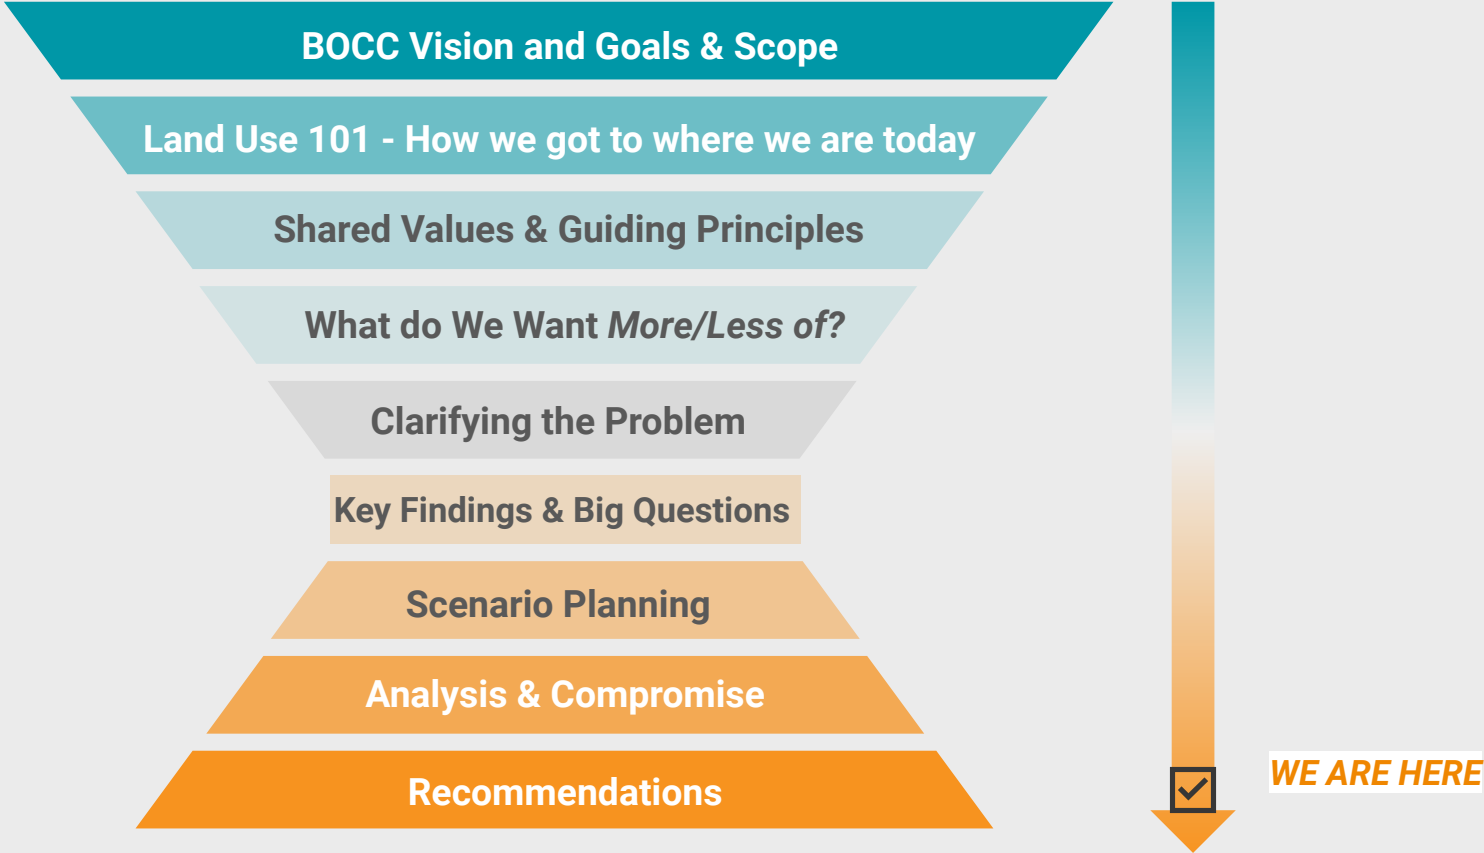 BOCC Vision and Goals & Scope
Land Use 101 - How we got to where we are today
Shared Values & Guiding Principles
What do We Want More/Less of?
Clarifying the Problem
Key Findings & Big Questions
Scenario Planning
Analysis & Compromise
Recommendations
WE ARE HERE